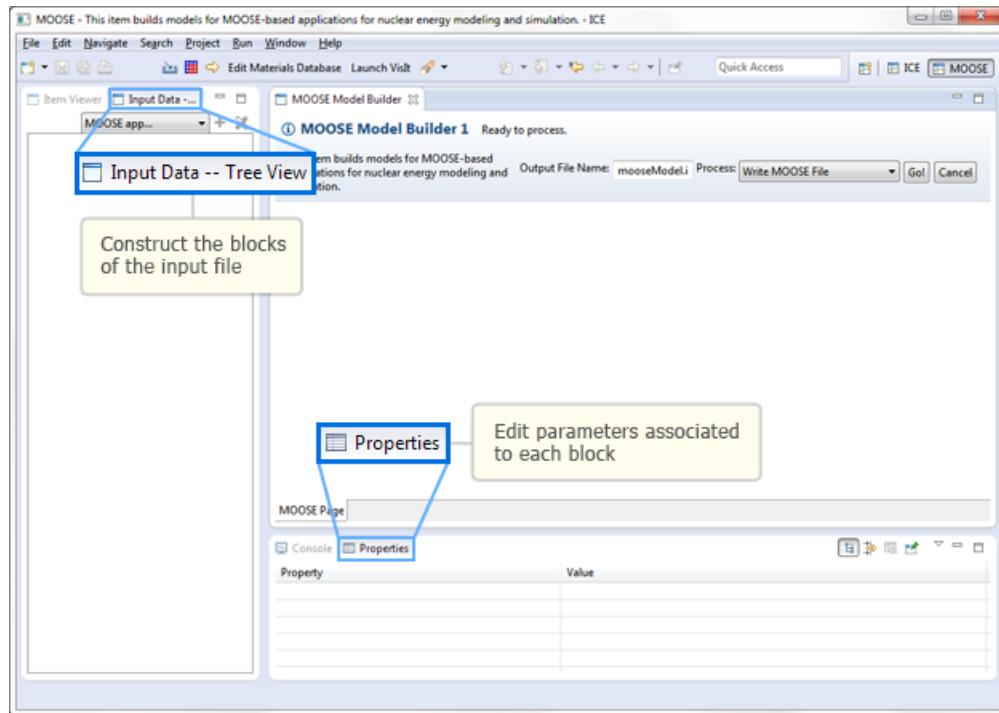 MOOSE - This item builds models for MOOSE-based applications for nuclear energy modeling and simulation. - ICE
File Edit Navigate Search Project Run Window Help
Edit Materials Database Launch VisIt Quick Access ICE MOOSE
Item Viewer Input Data -...
MOOSE app...
Input Data -- Tree View
Construct the blocks
of the input file
MOOSE Model Builder
MOOSE Model Builder 1 Ready to process.
builds models for MOOSE-based
for nuclear energy modeling and
Output File Name: mooseModel.i Process: Write MOOSE File Go! Cancel
Properties
Edit parameters associated
to each block
MOOSE Page
Console Properties
Property Value